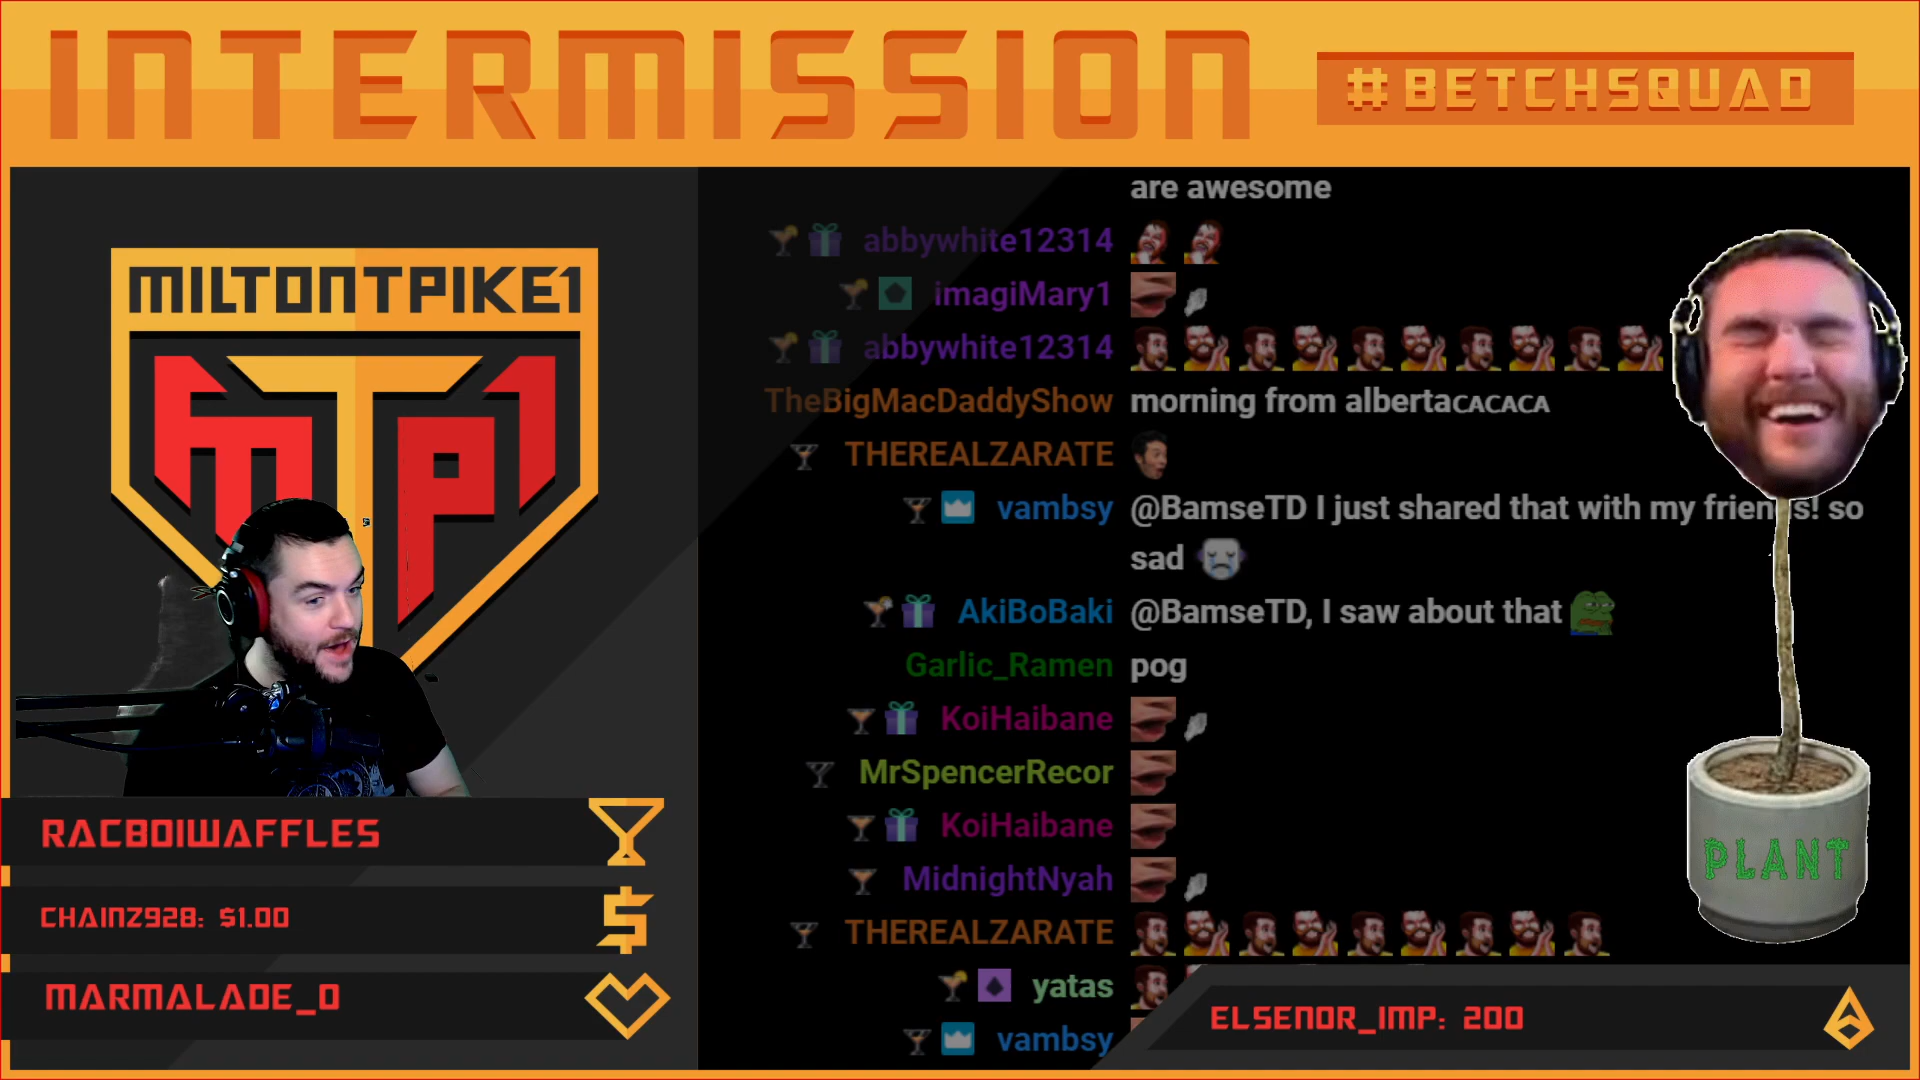 INTERMISSION
#BETCHSQUAD
MILTONTPIKE1
MTP1
are awesome
abbywhite12314
imagiMary1
abbywhite12314
TheBigMacDaddyShow morning from albertaCACACA
THEREALZARATE
vambsy @BamseTD I just shared that with my friends! so
sad
AkiBoBaki @BamseTD, I saw about that
Garlic_Ramen pog
KoiHaibane
MrSpencerRecor
KoiHaibane
MidnightNyah
THEREALZARATE
yatas
vambsy
PLANT
RACBOIWAFFLES
CHAINZ928: $1.00
MARMALADE_O
ELSENOR_IMP: 200